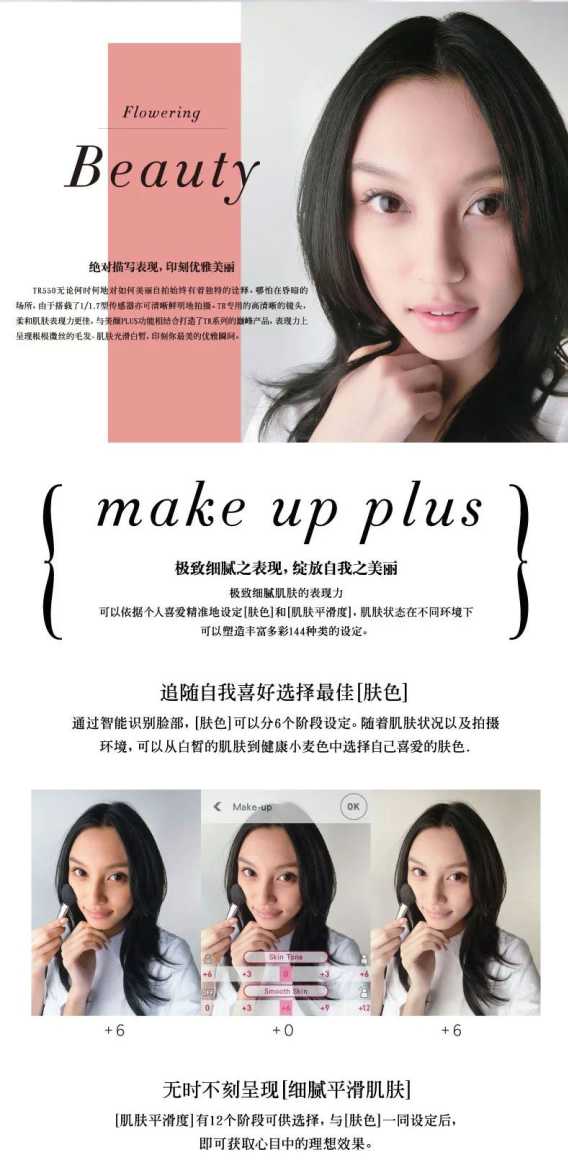 Flowering
Beauty
绝对描写表现，印刻优雅美丽
TR550无论何时何地对如何美丽自拍始终有着独特的诠释。哪怕在昏暗的
场所，由于搭载了1/1.7型传感器亦可清晰鲜明地拍摄。TR专用的高清晰的镜头，
柔和肌肤表现力更佳，与美颜PLUS功能相结合打造了TR系列的巅峰产品，表现力上
呈现根根微丝的毛发、肌肤光滑白皙，印刻你最美的优雅瞬间。
make up plus
极致细腻之表现，绽放自我之美丽
极致细腻肌肤的表现力
可以依据个人喜爱精准地设定[肤色]和[肌肤平滑度]，肌肤状态在不同环境下
可以塑造丰富多彩144种类的设定。
追随自我喜好选择最佳[肤色]
通过智能识别脸部，[肤色]可以分6个阶段设定。随着肌肤状况以及拍摄
环境，可以从白皙的肌肤到健康小麦色中选择自己喜爱的肤色.
Make-up OK
Skin Tone
+6 +3 0 +3 +6
Smooth Skin
0 +3 +6 +9 +12
+6 +0 +6
无时不刻呈现[细腻平滑肌肤]
[肌肤平滑度]有12个阶段可供选择，与[肤色]一同设定后，
即可获取心目中的理想效果。